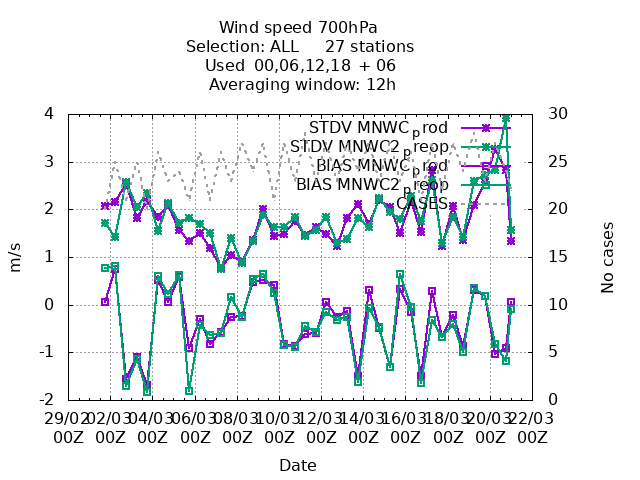 Wind speed 700hPa
Selection: ALL 27 stations
Used 00,06,12,18 + 06
Averaging window: 12h
STDV MNWC_prod
STDV MNWC2_preop
BIAS MNWC_prod
BIAS MNWC2_preop
CASES
4
3
2
1
0
-1
-2
m/s
30
25
20
15
10
5
0
No cases
29/02 02/03 04/03 06/03 08/03 10/03 12/03 14/03 16/03 18/03 20/03 22/03
00Z 00Z 00Z 00Z 00Z 00Z 00Z 00Z 00Z 00Z 00Z 00Z
Date